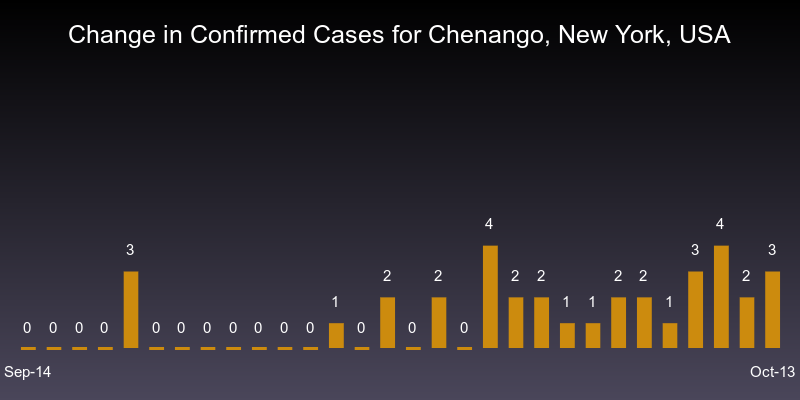 Change in Confirmed Cases for Chenango, New York, USA
0 0 0 0 3 0 0 0 0 0 0 0 1 0 2 0 2 0 4 2 2 1 1 2 2 1 3 4 2 3
Sep-14 Oct-13